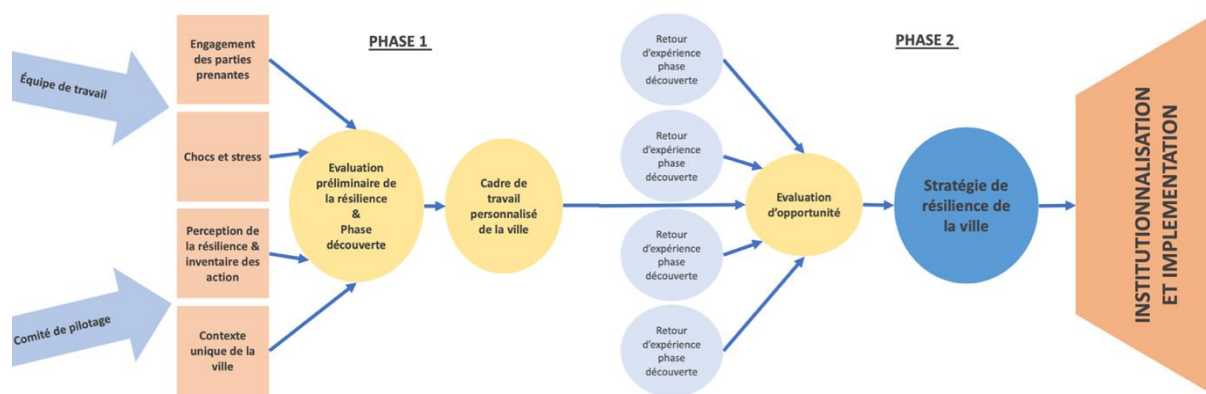 Équipe de travail
Comité de pilotage
Engagement
des parties
prenantes
Chocs et stress
Perception de
la résilience &
inventaire des
action
Contexte
unique de la
ville
PHASE 1
Evaluation
préliminaire de
la résilience
&
Phase
découverte
Cadre de
travail
personnalisé
de la ville
Retour
d'expérience
phase
découverte
Retour
d'expérience
phase
découverte
Retour
d'expérience
phase
découverte
Retour
d'expérience
phase
découverte
PHASE 2
Evaluation
d'opportunité
Stratégie de
résilience de
la ville
INSTITUTIONNALISATION
ET IMPLEMENTATION